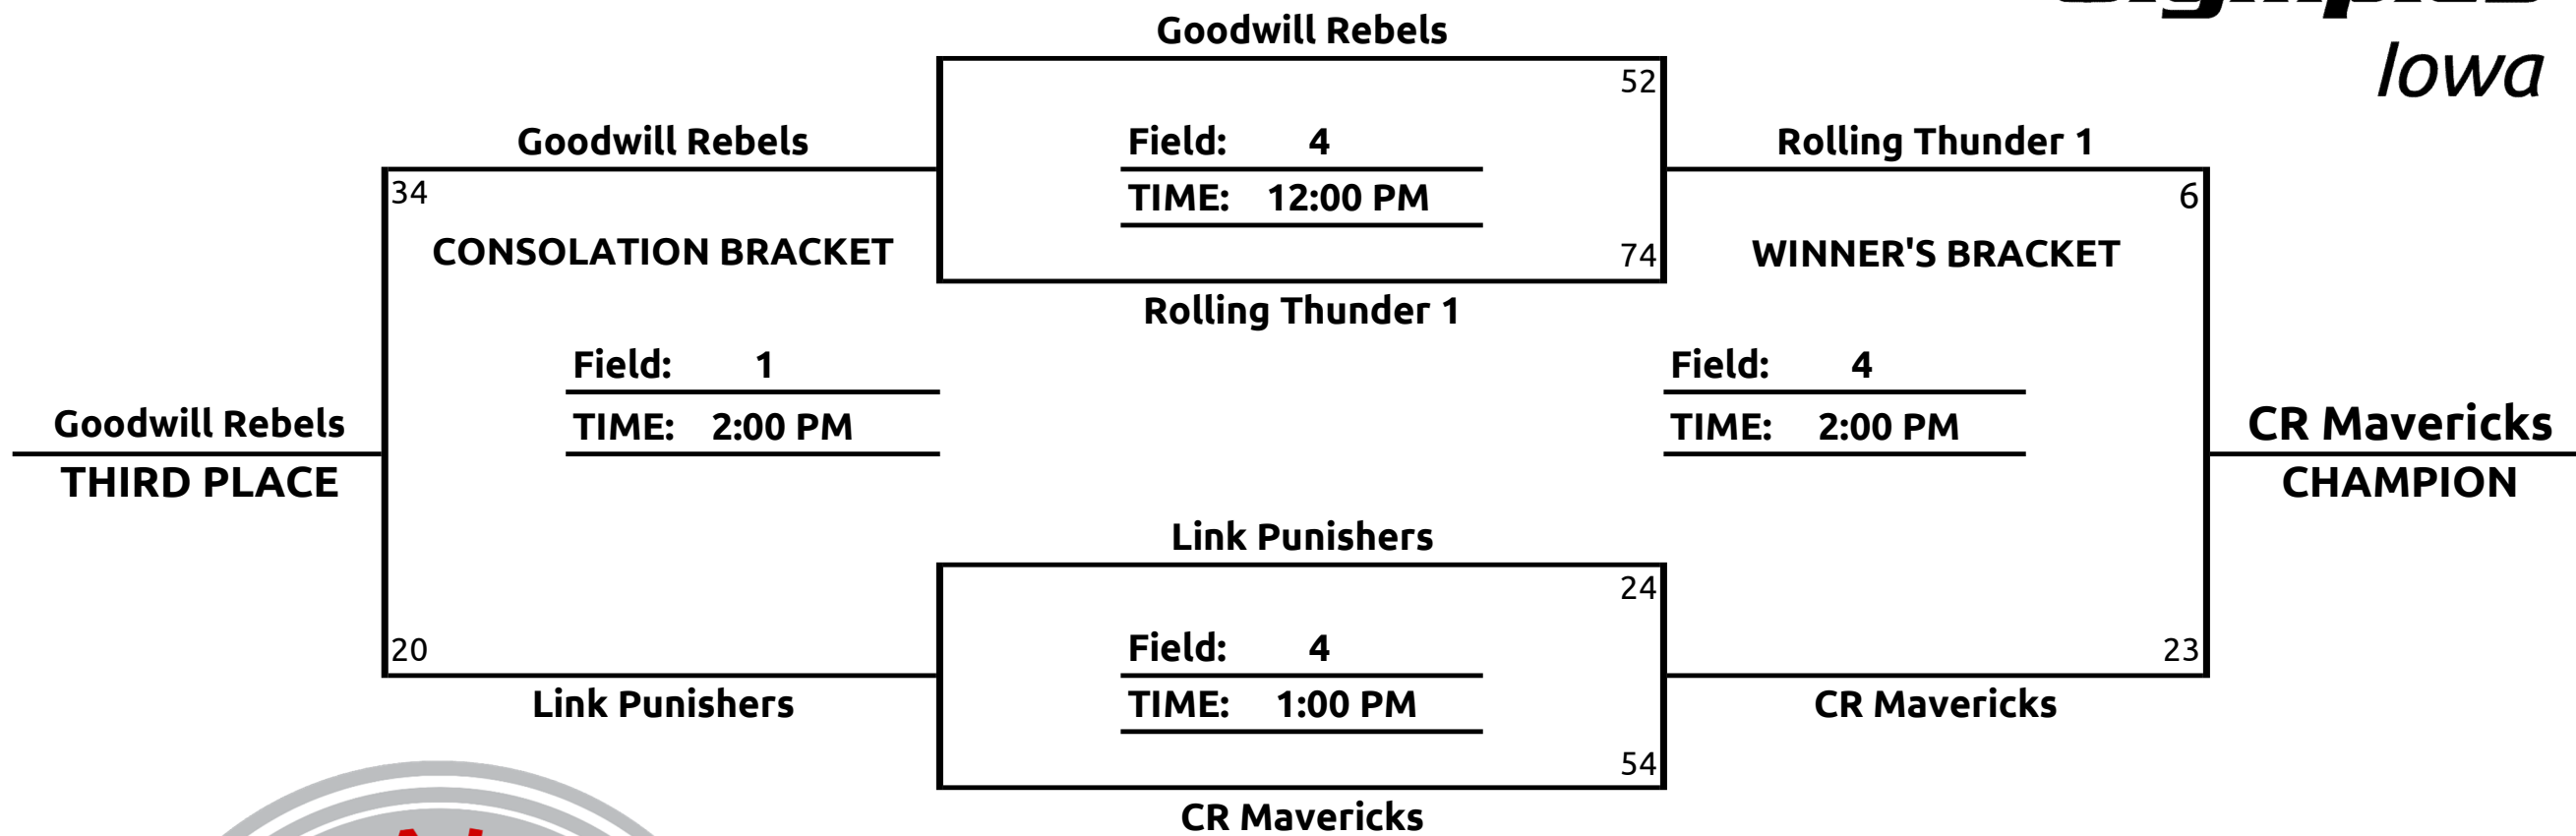 Iowa
Goodwill Rebels
52
Goodwill Rebels
Field: 4
Rolling Thunder 1
34
TIME: 12:00 PM
6
CONSOLATION BRACKET
74
WINNER'S BRACKET
Rolling Thunder 1
Field: 1
Field: 4
Goodwill Rebels
TIME: 2:00 PM
TIME: 2:00 PM
CR Mavericks
THIRD PLACE
CHAMPION
Link Punishers
24
20
Field: 4
23
Link Punishers
TIME: 1:00 PM
CR Mavericks
54
CR Mavericks